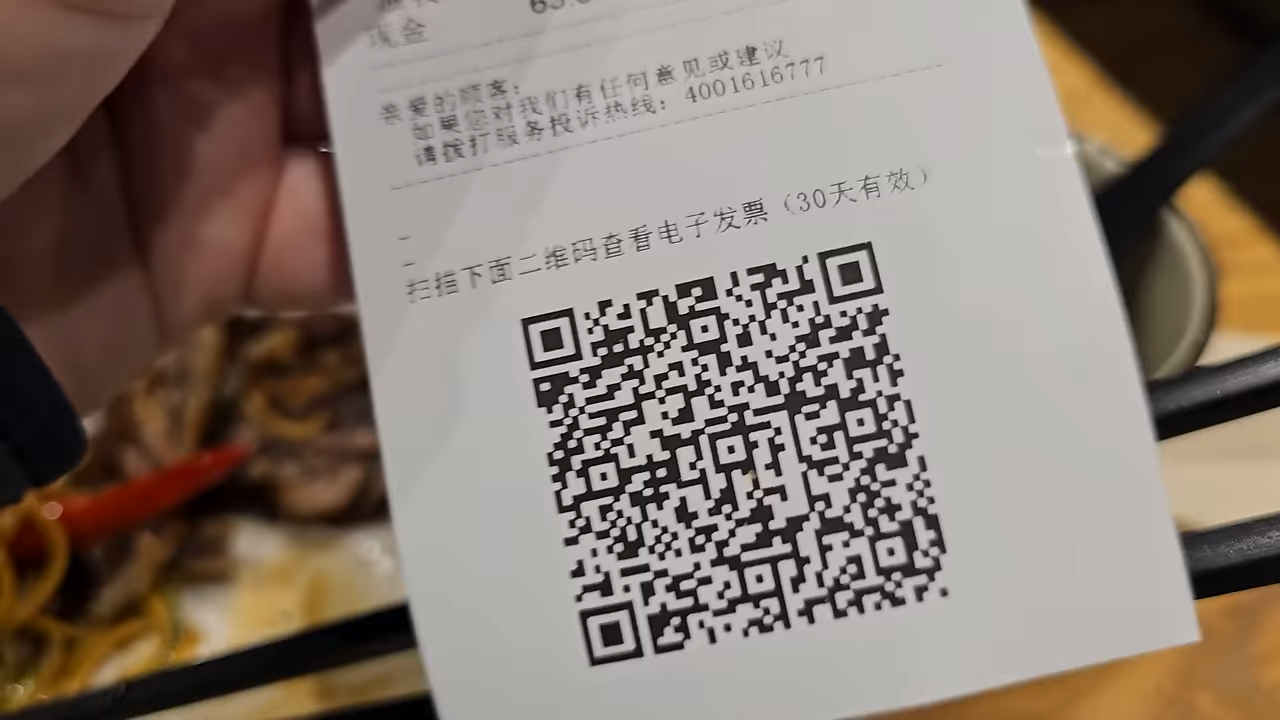 现金
亲爱的顾客：
如果您对我们有任何意见或建议
请拨打服务投诉热线：4001616777
扫描下面二维码查看电子发票（30天有效）